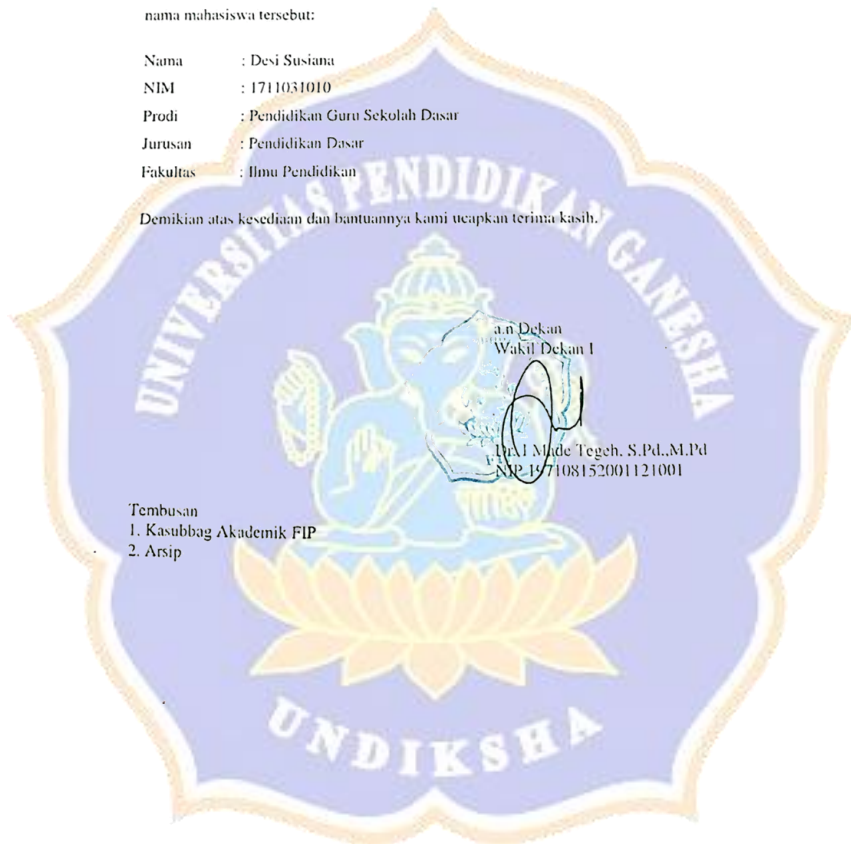 nama mahasiswa tersebut:
Nama : Desi Susiana
NIM : 1711031010
Prodi : Pendidikan Guru Sekolah Dasar
Jurusan : Pendidikan Dasar
Fakultas : Ilmu Pendidikan
Demikian atas kesediaan dan bantuannya kami ucapkan terima kasih.
a.n Dekan
Wakil Dekan I
Dr. I Made Tegeh, S.Pd.,M.Pd
NIP 197108152001121001
Tembusan
1. Kasubbag Akademik FIP
2. Arsip
UNIVERSITAS PENDIDIKAN GANESHA
UNDIKSHA